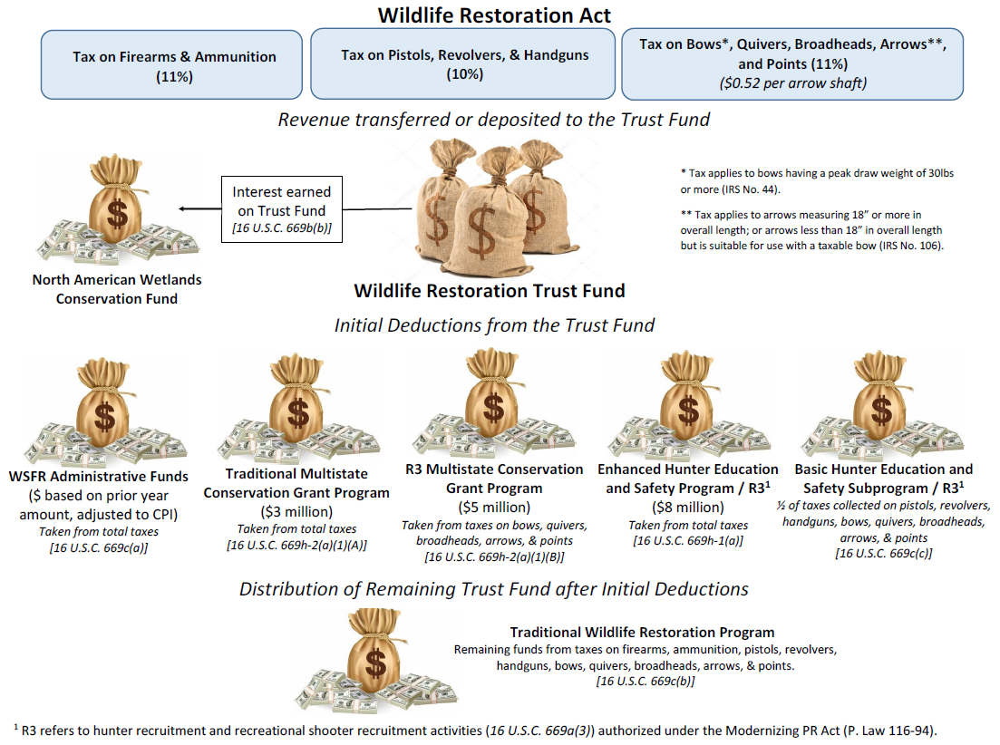 Wildlife Restoration Act
Tax on Firearms & Ammunition
(11%)
Tax on Pistols, Revolvers, & Handguns
(10%)
Tax on Bows*, Quivers, Broadheads, Arrows**,
and Points (11%)
($0.52 per arrow shaft)
Revenue transferred or deposited to the Trust Fund
Interest earned
on Trust Fund
[16 U.S.C. 669b(b)]
* Tax applies to bows having a peak draw weight of 30lbs
or more (IRS No. 44).
** Tax applies to arrows measuring 18” or more in
overall length; or arrows less than 18” in overall length
but is suitable for use with a taxable bow (IRS No. 106).
North American Wetlands
Conservation Fund
Wildlife Restoration Trust Fund
Initial Deductions from the Trust Fund
WSFR Administrative Funds
($ based on prior year
amount, adjusted to CPI)
Taken from total taxes
[16 U.S.C. 669c(a)]
Traditional Multistate
Conservation Grant Program
($3 million)
Taken from total taxes
[16 U.S.C. 669h-2(a)(1)(A)]
R3 Multistate Conservation
Grant Program
($5 million)
Taken from taxes on bows, quivers,
broadheads, arrows, & points
[16 U.S.C. 669h-2(a)(1)(B)]
Enhanced Hunter Education
and Safety Program / R3¹
($8 million)
Taken from total taxes
[16 U.S.C. 669h-1(a)]
Basic Hunter Education and
Safety Subprogram / R3¹
½ of taxes collected on pistols, revolvers,
handguns, bows, quivers, broadheads,
arrows, & points
[16 U.S.C. 669c(c)]
Distribution of Remaining Trust Fund after Initial Deductions
Traditional Wildlife Restoration Program
Remaining funds from taxes on firearms, ammunition, pistols, revolvers,
handguns, bows, quivers, broadheads, arrows, & points.
[16 U.S.C. 669c(b)]
¹ R3 refers to hunter recruitment and recreational shooter recruitment activities (16 U.S.C. 669a(3)) authorized under the Modernizing PR Act (P. Law 116-94).